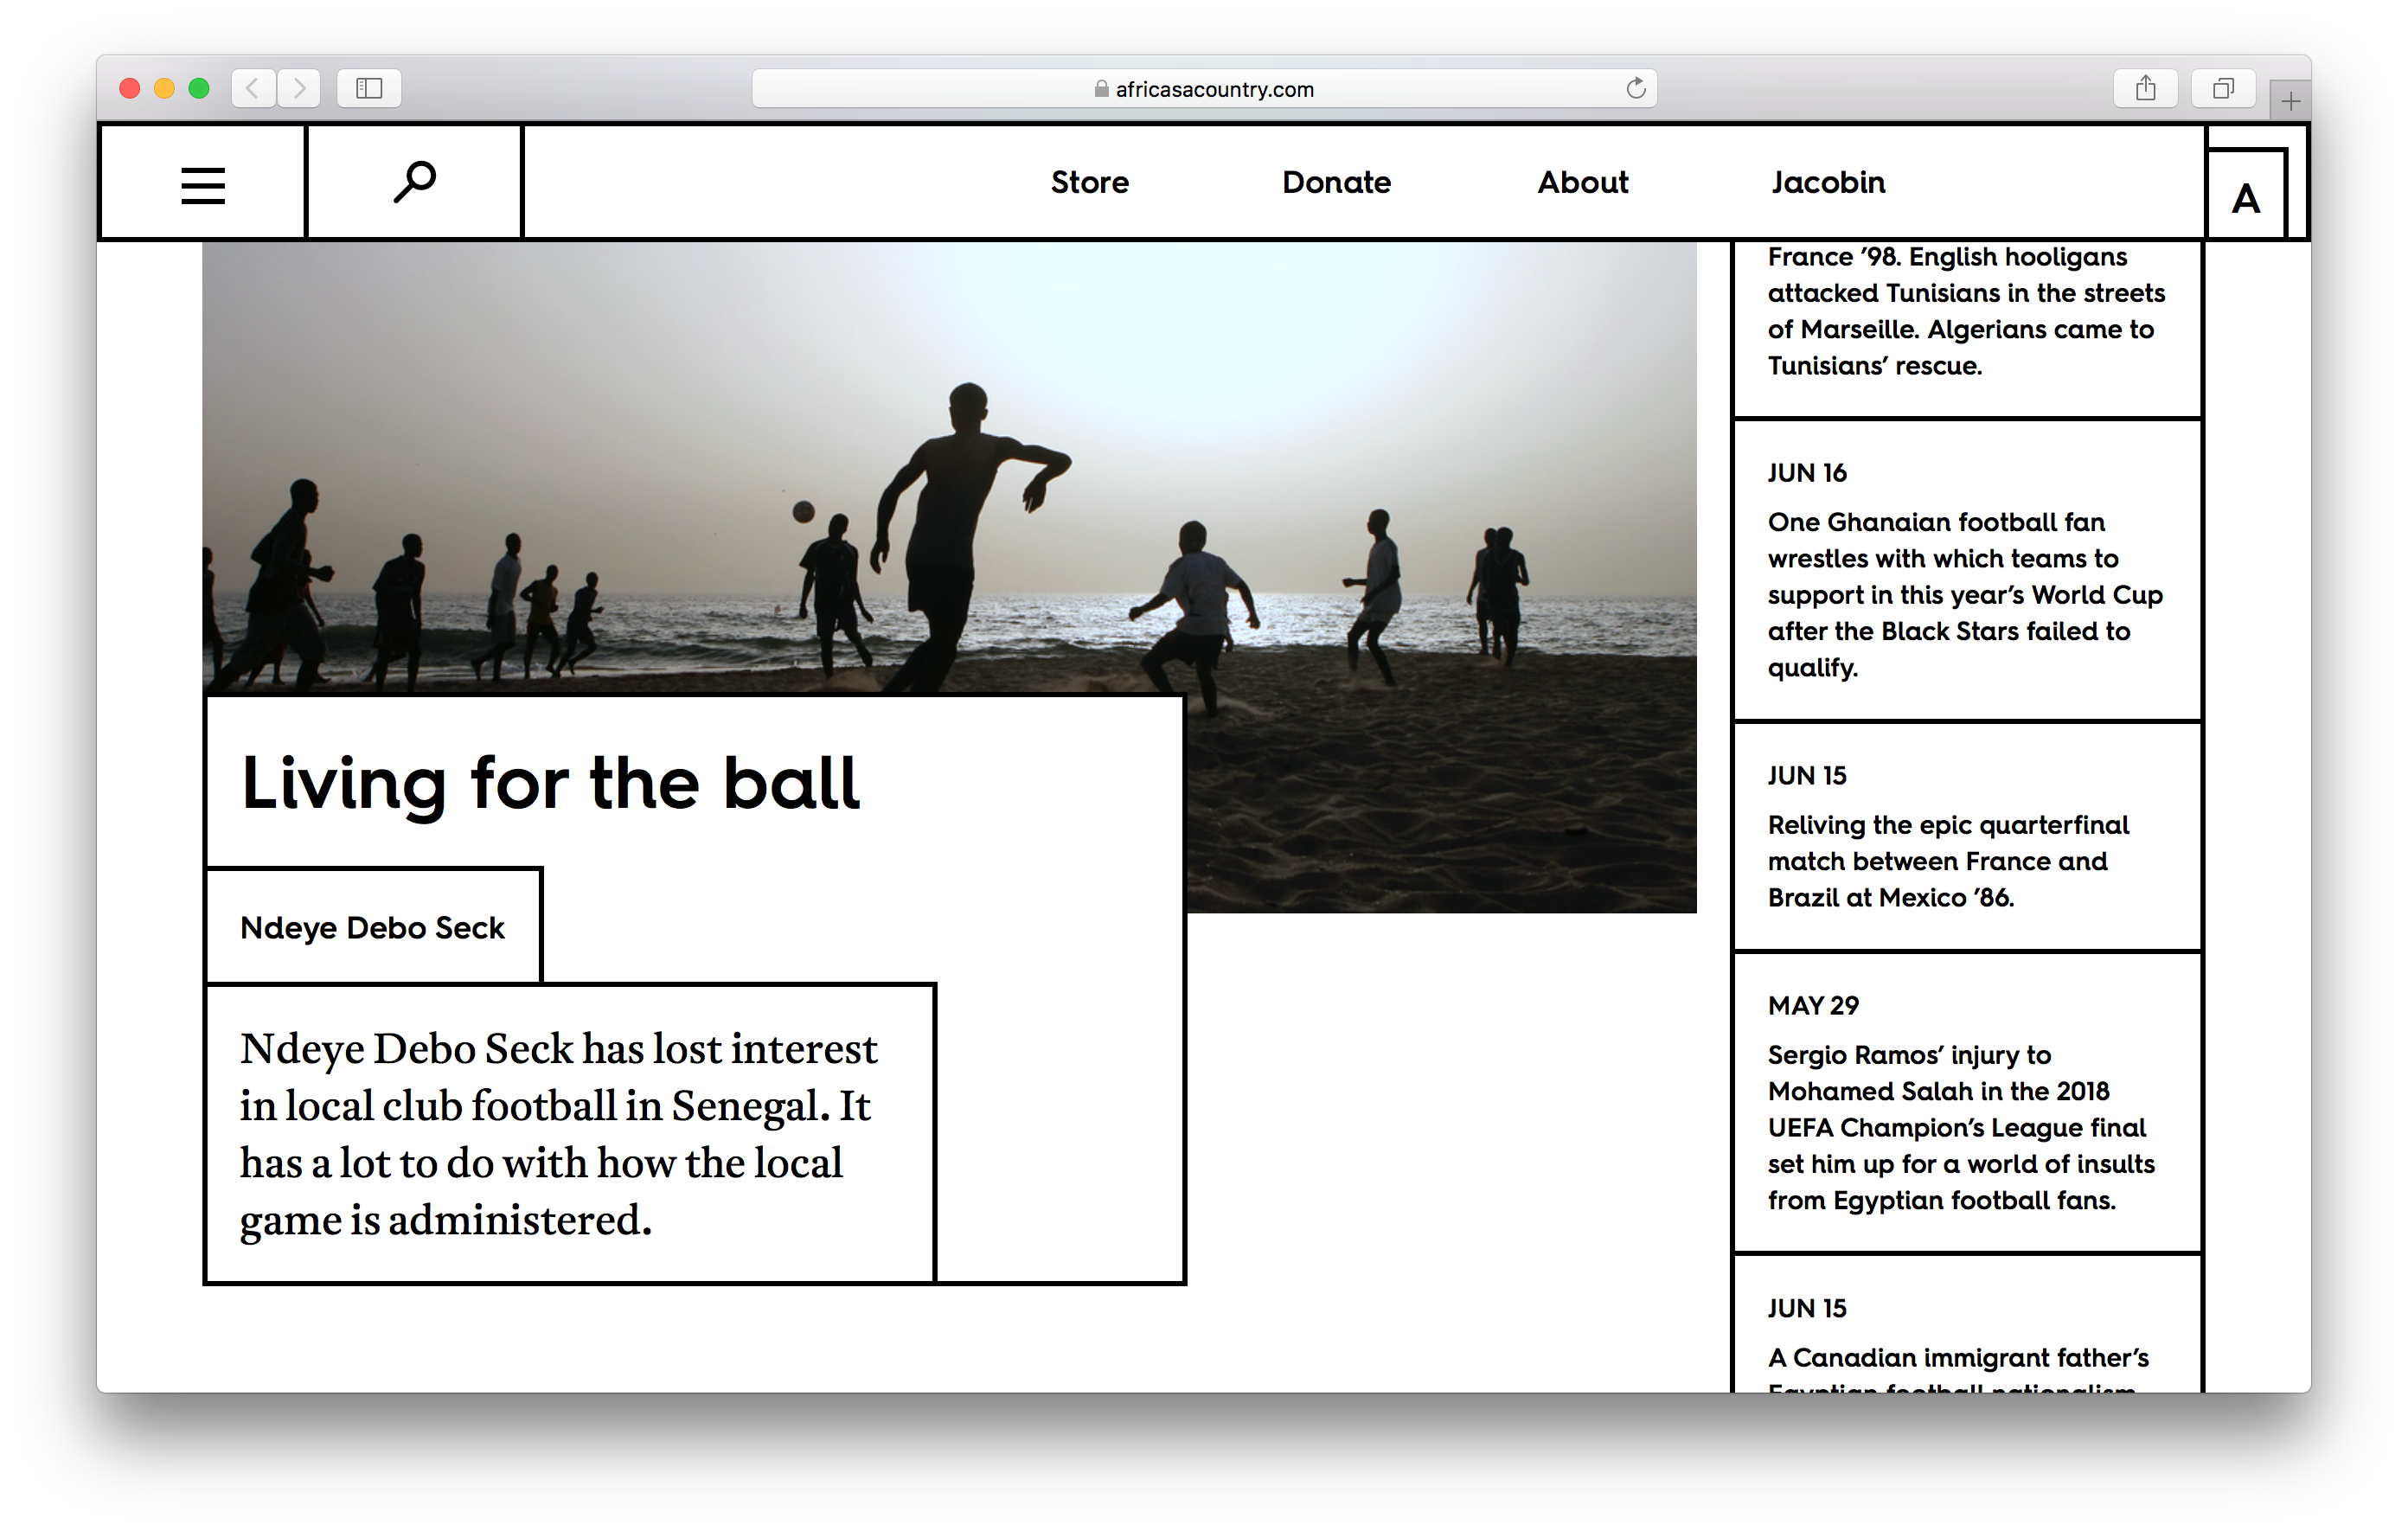 africasacountry.com
Store
Donate
About
Jacobin
A
Living for the ball
Ndeye Debo Seck
Ndeye Debo Seck has lost interest
in local club football in Senegal. It
has a lot to do with how the local
game is administered.
France ’98. English hooligans
attacked Tunisians in the streets
of Marseille. Algerians came to
Tunisians’ rescue.
JUN 16
One Ghanaian football fan
wrestles with which teams to
support in this year’s World Cup
after the Black Stars failed to
qualify.
JUN 15
Reliving the epic quarterfinal
match between France and
Brazil at Mexico ’86.
MAY 29
Sergio Ramos’ injury to
Mohamed Salah in the 2018
UEFA Champion’s League final
set him up for a world of insults
from Egyptian football fans.
JUN 15
A Canadian immigrant father’s
Egyptian football nationalism